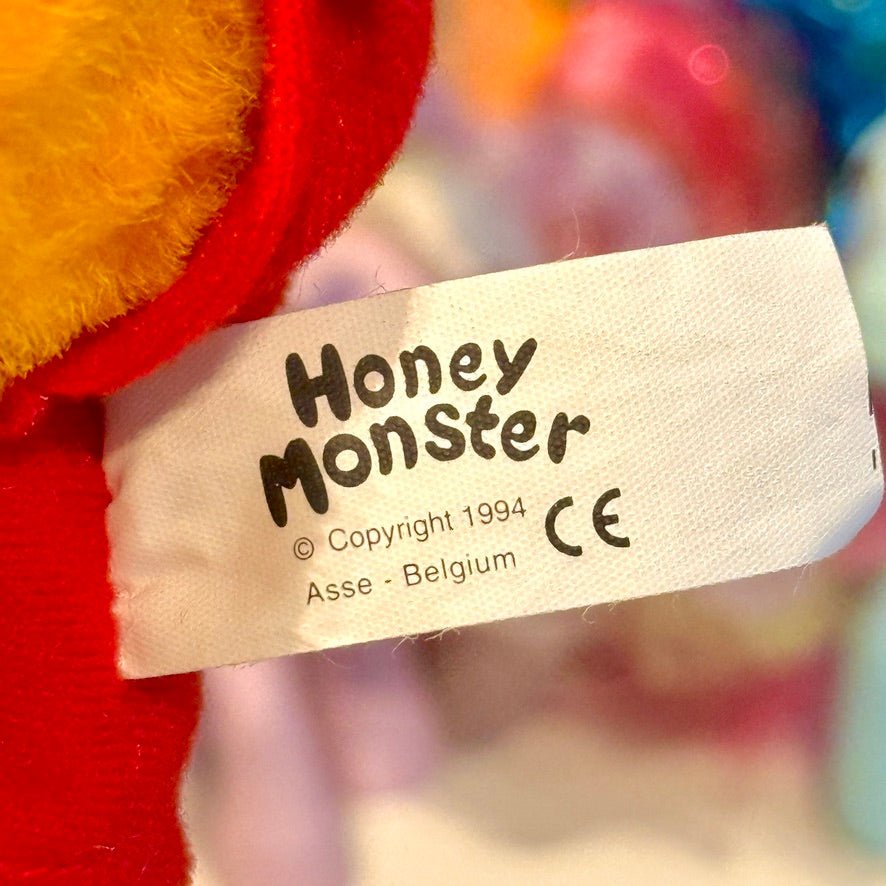 Honey
Monster
© Copyright 1994
Asse - Belgium
CE